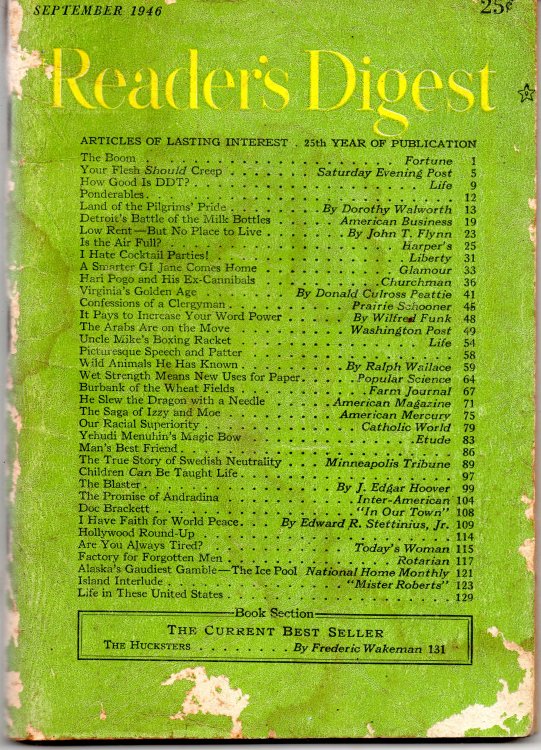 SEPTEMBER 1946
25¢
Reader's Digest
ARTICLES OF LASTING INTEREST . 25th YEAR OF PUBLICATION
The Boom . . . . . Fortune 1
Your Flesh Should Creep . . . . . Saturday Evening Post 5
How Good Is DDT? . . . . . Life 9
Ponderables . . . . . 12
Land of the Pilgrims' Pride . . . . . By Dorothy Walworth 13
Detroit's Battle of the Milk Bottles . . . . . American Business 19
Low Rent—But No Place to Live . . . . . By John T. Flynn 23
Is the Air Full? . . . . . Harper's 25
I Hate Cocktail Parties! . . . . . Liberty 31
A Smarter GI Jane Comes Home . . . . . Glamour 33
Hari Pogo and His Ex-Cannibals . . . . . Churchman 36
Virginia's Golden Age . . . . . By Donald Culross Peattie 41
Confessions of a Clergyman . . . . . Prairie Schooner 45
It Pays to Increase Your Word Power . . . . . By Wilfred Funk 48
The Arabs Are on the Move . . . . . Washington Post 49
Uncle Mike's Boxing Racket . . . . . Life 54
Picturesque Speech and Patter . . . . . 58
Wild Animals He Has Known . . . . . By Ralph Wallace 59
Wet Strength Means New Uses for Paper . . . . . Popular Science 64
Burbank of the Wheat Fields . . . . . Farm Journal 67
He Slew the Dragon with a Needle . . . . . American Magazine 71
The Saga of Izzy and Moe . . . . . American Mercury 75
Our Racial Superiority . . . . . Catholic World 79
Yehudi Menuhin's Magic Bow . . . . . Etude 83
Man's Best Friend . . . . . 86
The True Story of Swedish Neutrality . . . . . Minneapolis Tribune 89
Children Can Be Taught Life . . . . . 97
The Blaster . . . . . By J. Edgar Hoover 99
The Promise of Andradina . . . . . Inter-American 104
Doc Brackett . . . . . "In Our Town" 108
I Have Faith for World Peace . . . . . By Edward R. Stettinius, Jr. 109
Hollywood Round-Up . . . . . 114
Are You Always Tired? . . . . . Today's Woman 115
Factory for Forgotten Men . . . . . Rotarian 117
Alaska's Gaudiest Gamble—The Ice Pool National Home Monthly 121
Island Interlude . . . . . "Mister Roberts" 123
Life in These United States . . . . . 129
Book Section
THE CURRENT BEST SELLER
THE HUCKSTERS . . . . . By Frederic Wakeman 131